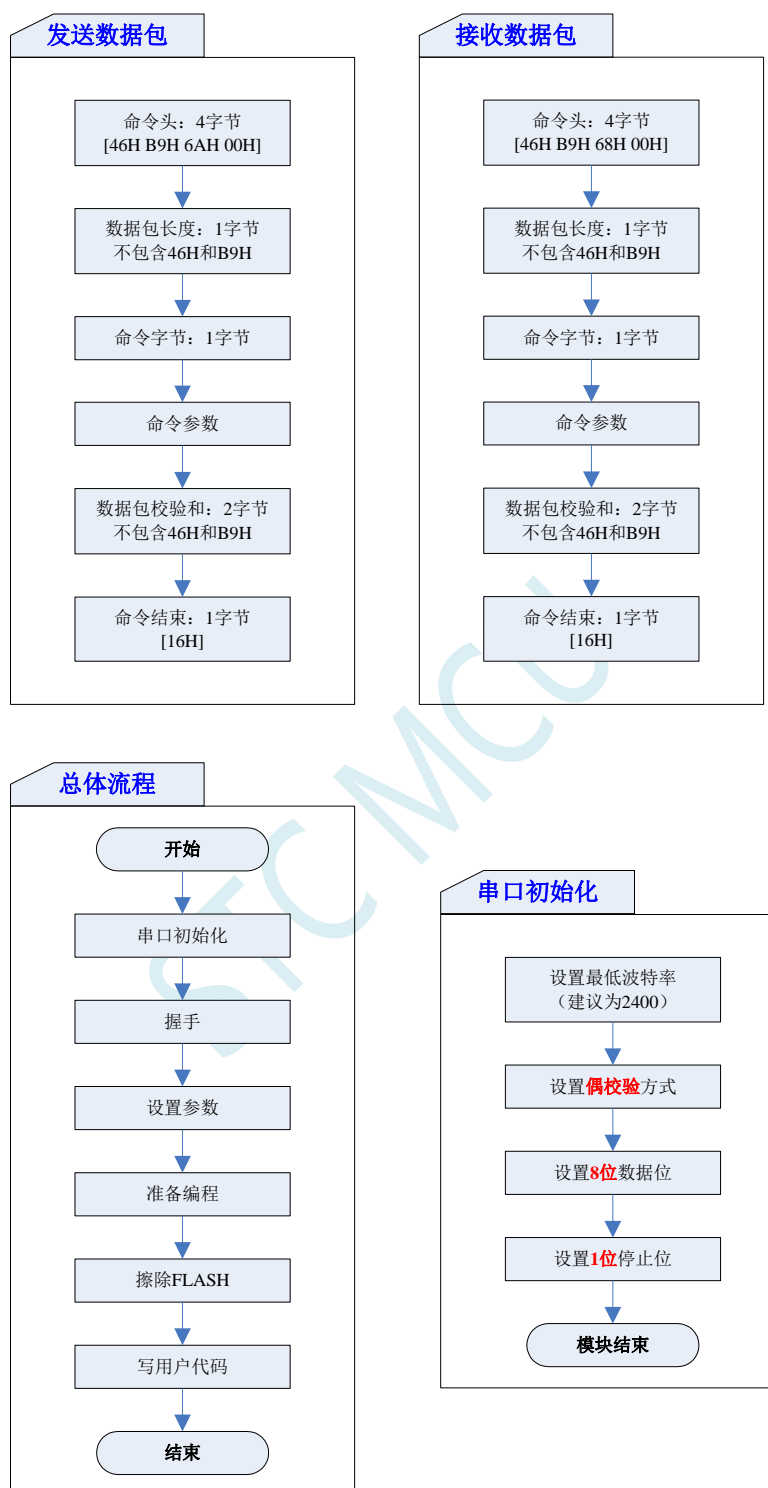 发送数据包
命令头：4字节
[46H B9H 6AH 00H]
数据包长度：1字节
不包含46H和B9H
命令字节：1字节
命令参数
数据包校验和：2字节
不包含46H和B9H
命令结束：1字节
[16H]
接收数据包
命令头：4字节
[46H B9H 68H 00H]
数据包长度：1字节
不包含46H和B9H
命令字节：1字节
命令参数
数据包校验和：2字节
不包含46H和B9H
命令结束：1字节
[16H]
总体流程
开始
串口初始化
握手
设置参数
准备编程
擦除FLASH
写用户代码
结束
串口初始化
设置最低波特率
（建议为2400）
设置偶校验方式
设置8位数据位
设置1位停止位
模块结束
STC MCU